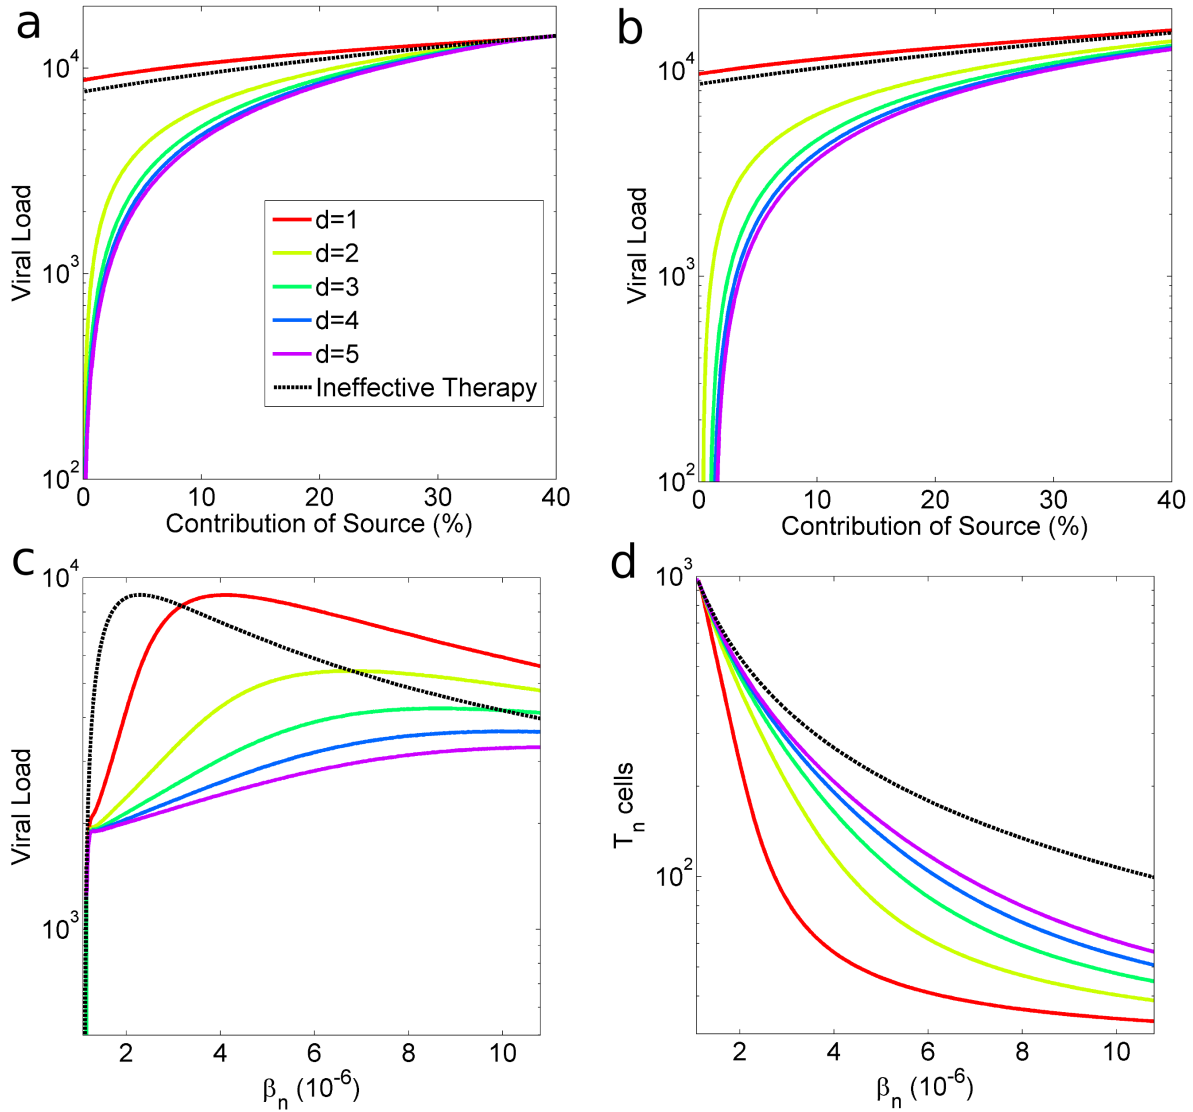 a
10^4
10^3
10^2
Viral Load
d=1
d=2
d=3
d=4
d=5
Ineffective Therapy
0 10 20 30 40
Contribution of Source (%)
b
10^4
10^3
10^2
Viral Load
0 10 20 30 40
Contribution of Source (%)
c
10^4
10^3
Viral Load
2 4 6 8 10
β_n (10^-6)
d
10^3
10^2
T_n cells
2 4 6 8 10
β_n (10^-6)